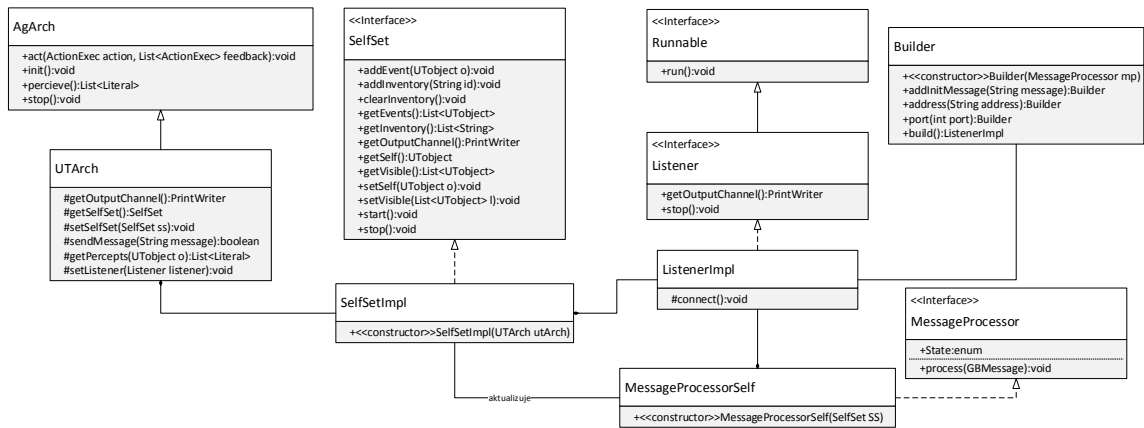 AgArch
+act(ActionExec action, List<ActionExec> feedback):void
+init():void
+percieve():List<Literal>
+stop():void
UTArch
#getOutputChannel():PrintWriter
#getSelfSet():SelfSet
#setSelfSet(SelfSet ss):void
#sendMessage(String message):boolean
#getPercepts(UTobject o):List<Literal>
#setListener(Listener listener):void
<<Interface>>
SelfSet
+addEvent(UTobject o):void
+addInventory(String id):void
+clearInventory():void
+getEvents():List<UTobject>
+getInventory():List<String>
+getOutputChannel():PrintWriter
+getSelf():UTobject
+getVisible():List<UTobject>
+setSelf(UTobject o):void
+setVisible(List<UTobject> l):void
+start():void
+stop():void
SelfSetImpl
+<<constructor>>SelfSetImpl(UTArch utArch)
<<Interface>>
Runnable
+run():void
<<Interface>>
Listener
+getOutputChannel():PrintWriter
+stop():void
ListenerImpl
#connect():void
Builder
+<<constructor>>Builder(MessageProcessor mp)
+addInitMessage(String message):Builder
+address(String address):Builder
+port(int port):Builder
+build():ListenerImpl
<<Interface>>
MessageProcessor
+State:enum
+process(GBMessage):void
aktualizuje
MessageProcessorSelf
+<<constructor>>MessageProcessorSelf(SelfSet SS)